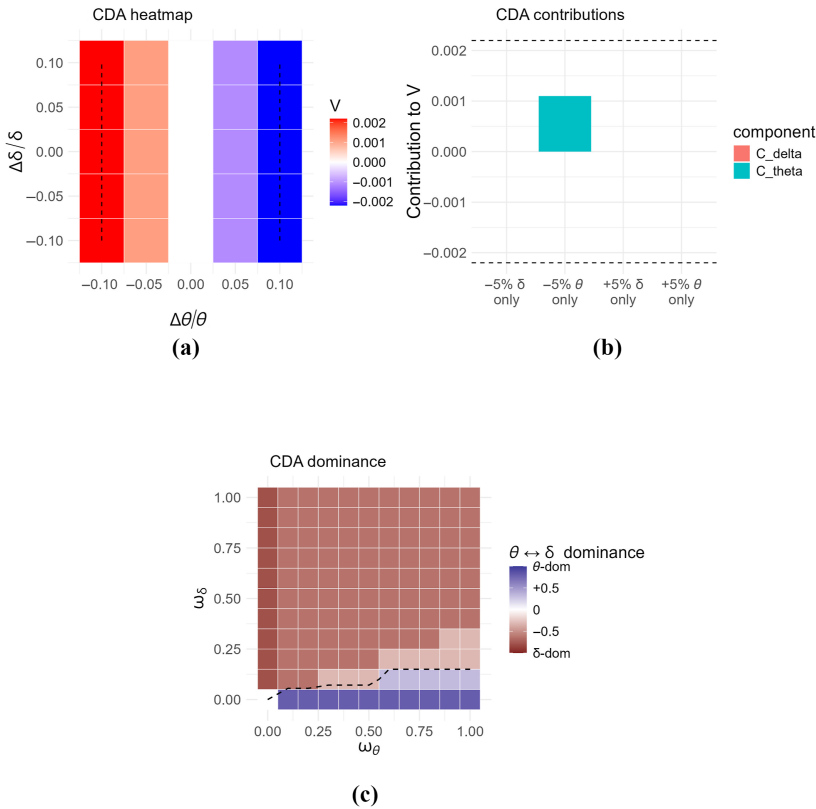 CDA heatmap
Δδ/δ
0.10
0.05
0.00
−0.05
−0.10
−0.10 −0.05 0.00 0.05 0.10
Δθ/θ
V
0.002
0.001
0.000
−0.001
−0.002
(a)
CDA contributions
Contribution to V
0.002
0.001
0.000
−0.001
−0.002
−5% δ −5% θ +5% δ +5% θ
only only only only
component
C_delta
C_theta
(b)
CDA dominance
ωδ
1.00
0.75
0.50
0.25
0.00
0.00 0.25 0.50 0.75 1.00
ωθ
θ ↔ δ dominance
θ-dom
+0.5
0
−0.5
δ-dom
(c)